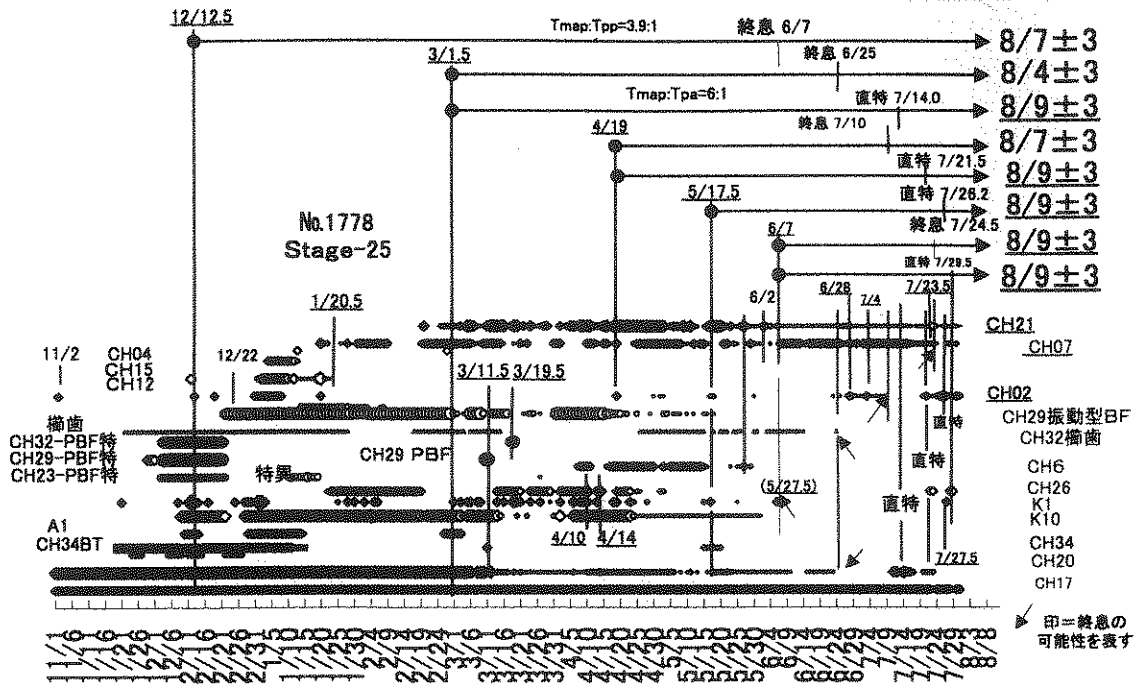 12/12.5
Tmap:Tpp=3.9:1
終息 6/7
8/7±3
3/1.5
終息 6/25
8/4±3
Tmap:Tpa=6:1
直特 7/14.0
8/9±3
4/19
終息 7/10
8/7±3
直特 7/21.5
8/9±3
5/17.5
直特 7/26.2
8/9±3
No.1778
Stage-25
6/7
終息 7/24.5
8/9±3
直特 7/29.5
8/9±3
1/20.5
6/2
6/28
7/4
7/23.5
CH21
11/2
CH04
CH15
CH12
12/22
3/11.5
3/19.5
CH07
CH02
櫛歯
直特
CH29振動型BF
CH32-PBF特
CH29-PBF特
CH23-PBF特
特異
CH29 PBF
CH32櫛歯
直特
CH6
(5/27.5)
CH26
直特
K1
K10
A1
CH34BT
4/10
4/14
7/27.5
CH34
CH20
CH17
印=終息の
可能性を表す
11/1
11/6
8/3
8/8